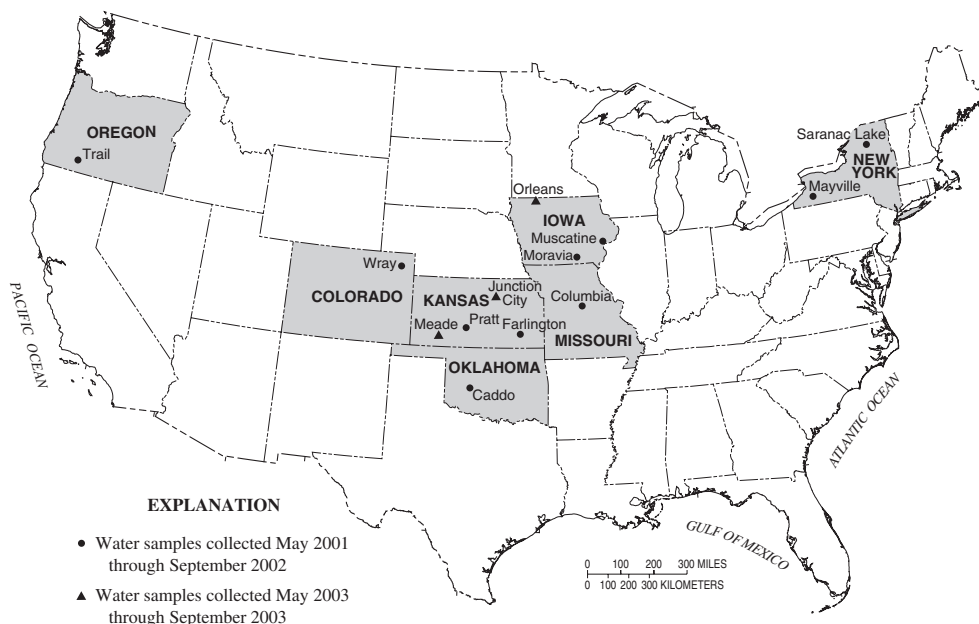 OREGON
Trail
Saranac Lake
NEW
YORK
Mayville
Orleans
IOWA
Muscatine
Moravia
Wray
COLORADO
Junction
City
KANSAS
Columbia
Meade
Pratt
Farlington
MISSOURI
OKLAHOMA
Caddo
PACIFIC OCEAN
ATLANTIC OCEAN
GULF OF MEXICO
EXPLANATION
Water samples collected May 2001
through September 2002
Water samples collected May 2003
through September 2003
0 100 200 300 MILES
0 100 200 300 KILOMETERS